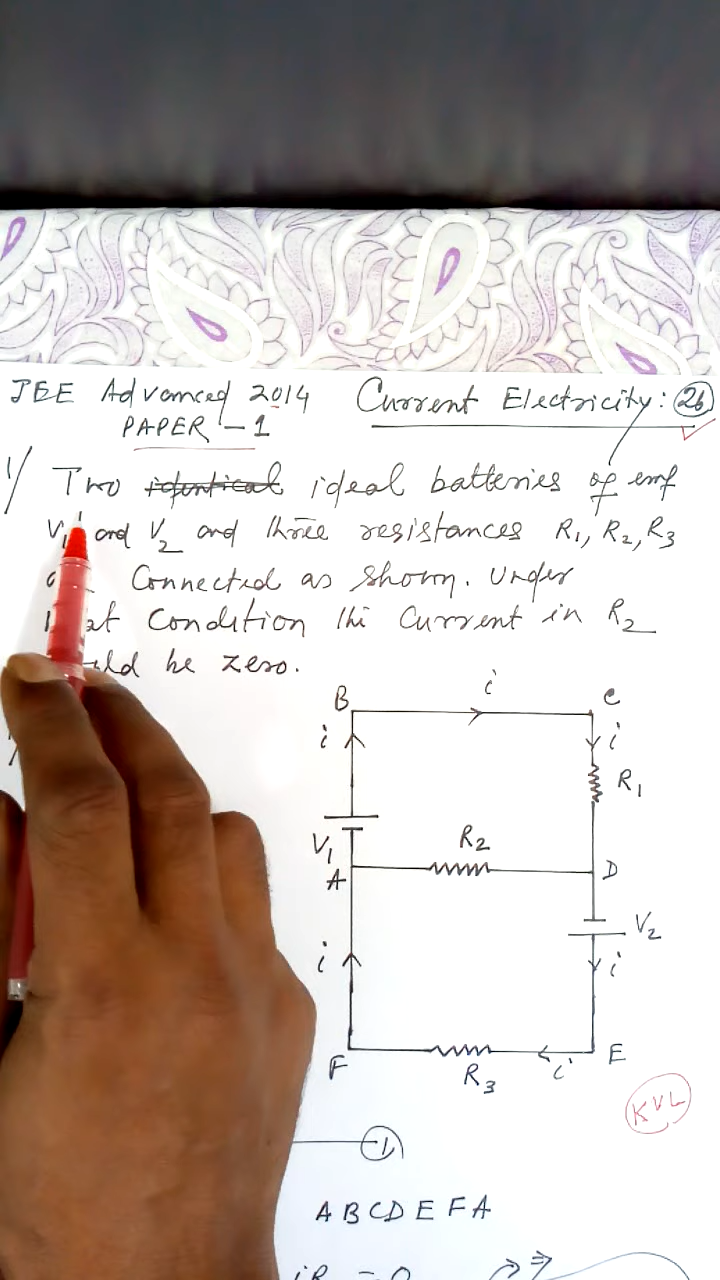 JEE Advanced 2014 Current Electricity: 26
PAPER - 1
1/ Two identical ideal batteries of emf
V1 and V2 and three resistances R1, R2, R3
Connected as shown. Under
Condition the Current in R2
be zero.
B i C
i i
R1
V1 R2
A D
V2
i i
F R3 i E
KVL
1
A B C D E F A
= 0 ⇒